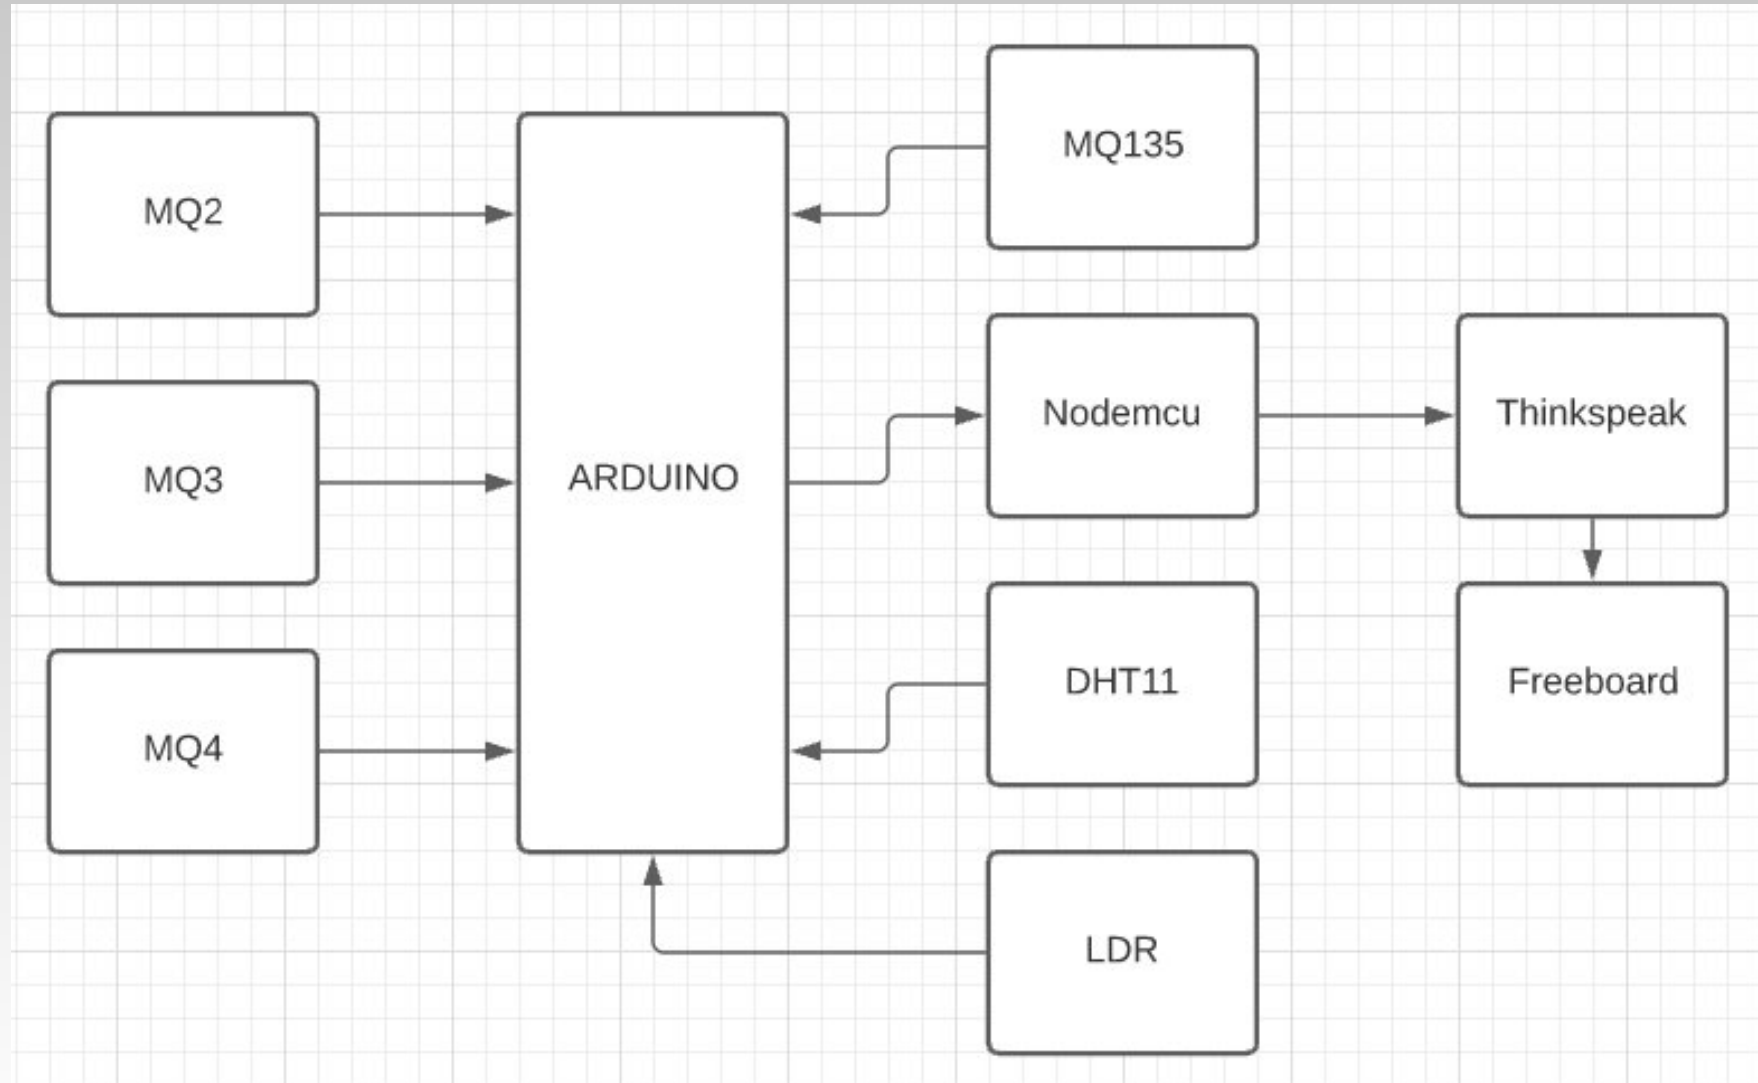 MQ2
MQ3
MQ4
ARDUINO
MQ135
Nodemcu
DHT11
LDR
Thinkspeak
Freeboard